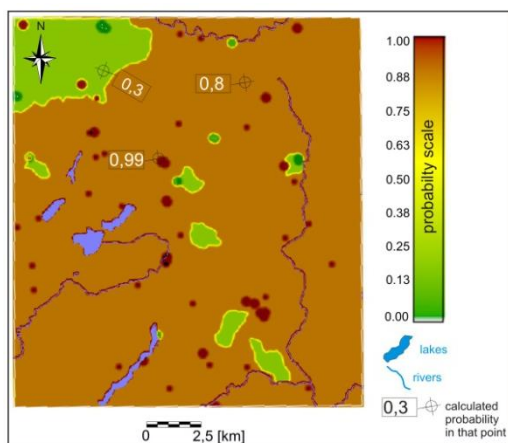 N
0,3
0,8
0,99
0 2,5 [km]
1.00
0.88
0.75
0.63
0.50
0.38
0.25
0.13
0.00
probabilty scale
lakes
rivers
0,3
calculated
probability
in that point